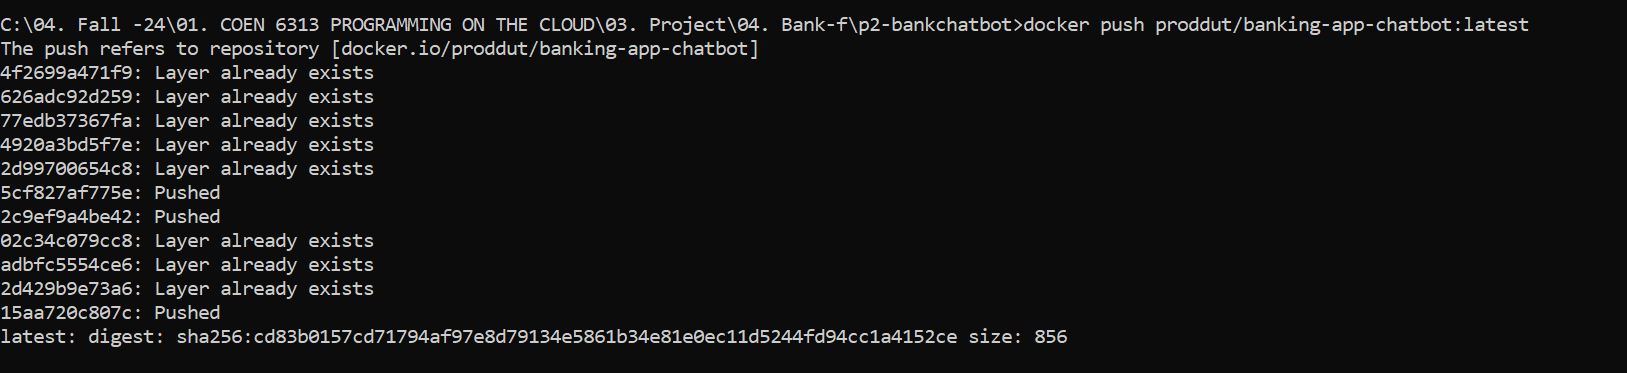 C:\04. Fall -24\01. COEN 6313 PROGRAMMING ON THE CLOUD\03. Project\04. Bank-f\p2-bankchatbot>docker push proddut/banking-app-chatbot:latest
The push refers to repository [docker.io/proddut/banking-app-chatbot]
4f2699a471f9: Layer already exists
626adc92d259: Layer already exists
77edb37367fa: Layer already exists
4920a3bd5f7e: Layer already exists
2d99700654c8: Layer already exists
5cf827af775e: Pushed
2c9ef9a4be42: Pushed
02c34c079cc8: Layer already exists
adbfc5554ce6: Layer already exists
2d429b9e73a6: Layer already exists
15aa720c807c: Pushed
latest: digest: sha256:cd83b0157cd71794af97e8d79134e5861b34e81e0ec11d5244fd94cc1a4152ce size: 856